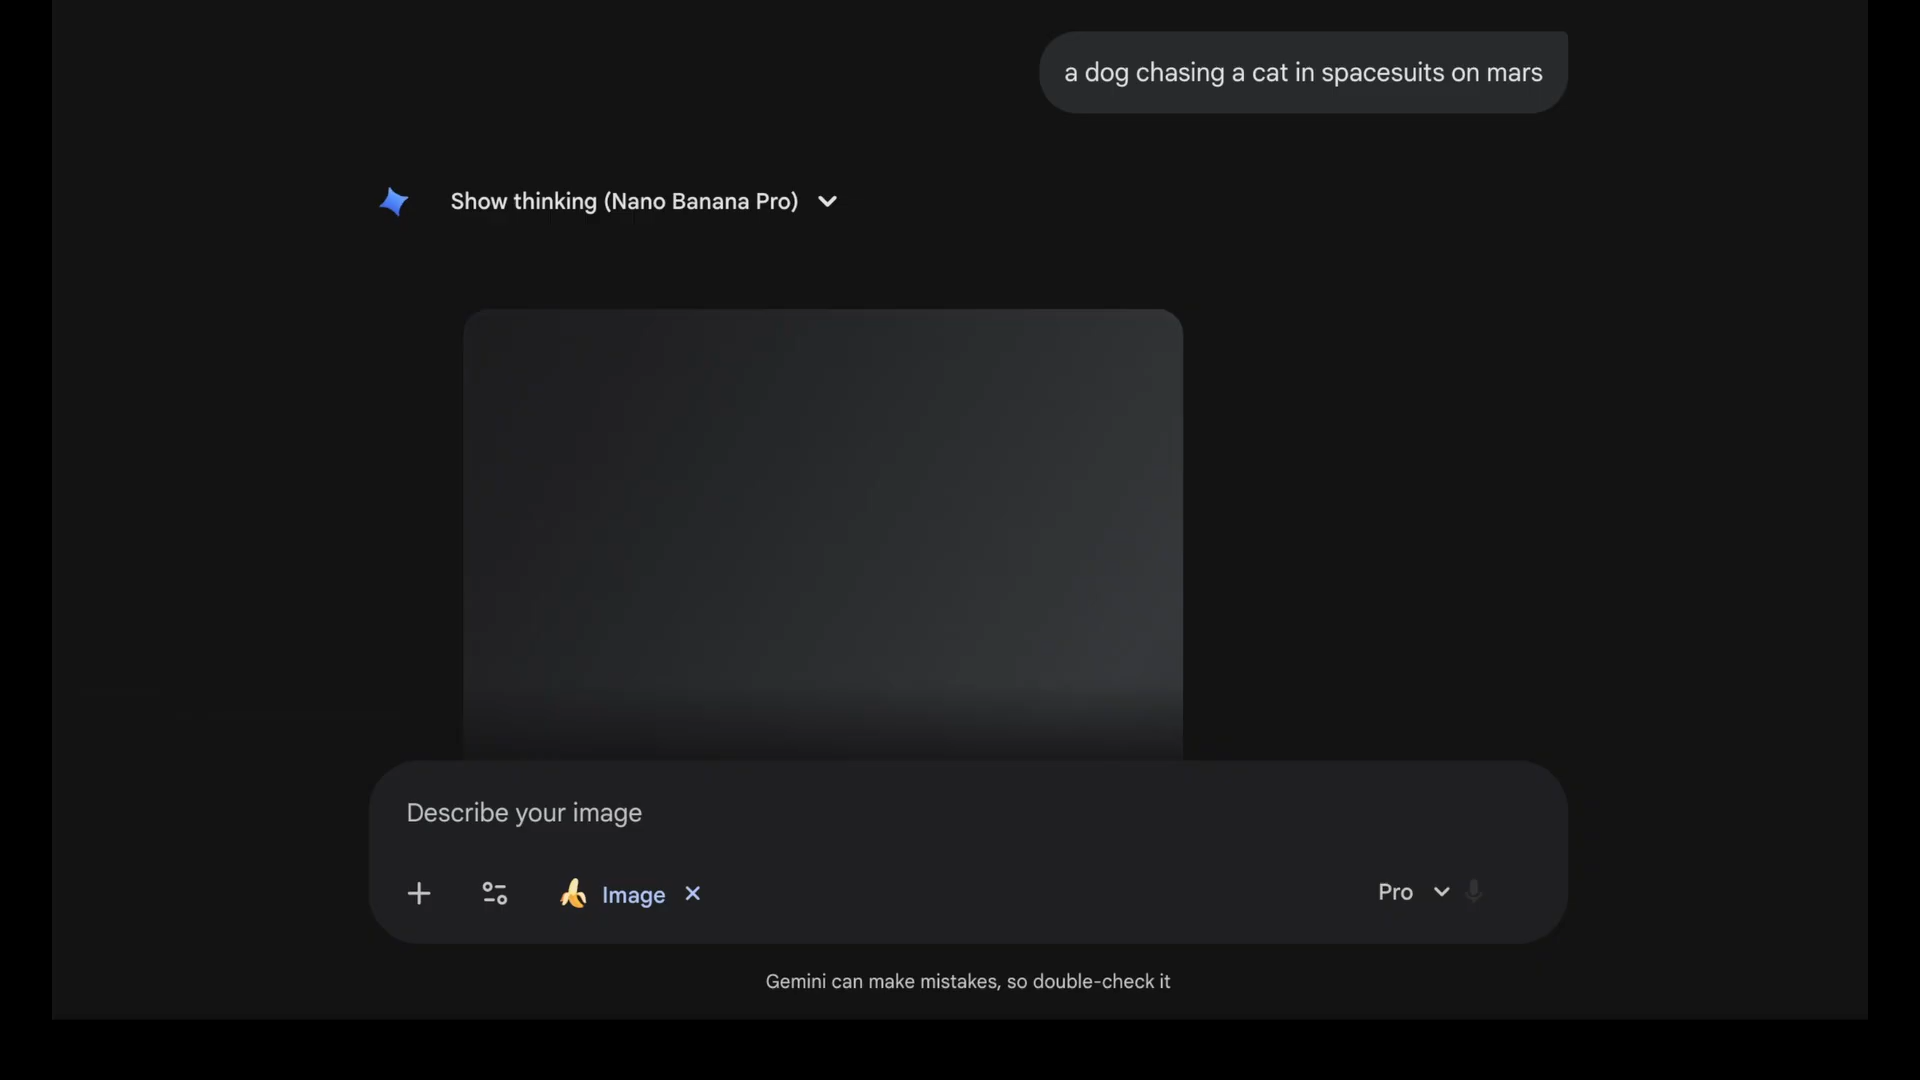 a dog chasing a cat in spacesuits on mars
Show thinking (Nano Banana Pro)
Describe your image
Image
Pro
Gemini can make mistakes, so double-check it